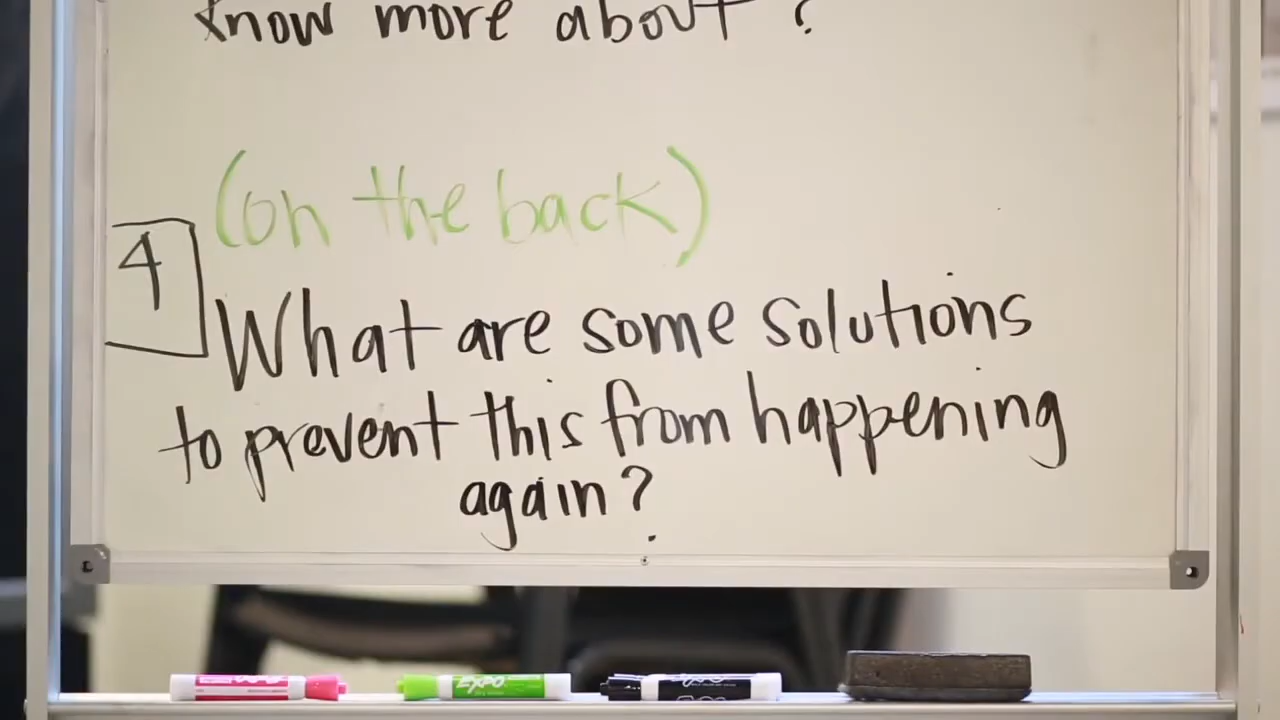 know more about?
(on the back)
4
What are some solutions
to prevent this from happening
again?
EXPO